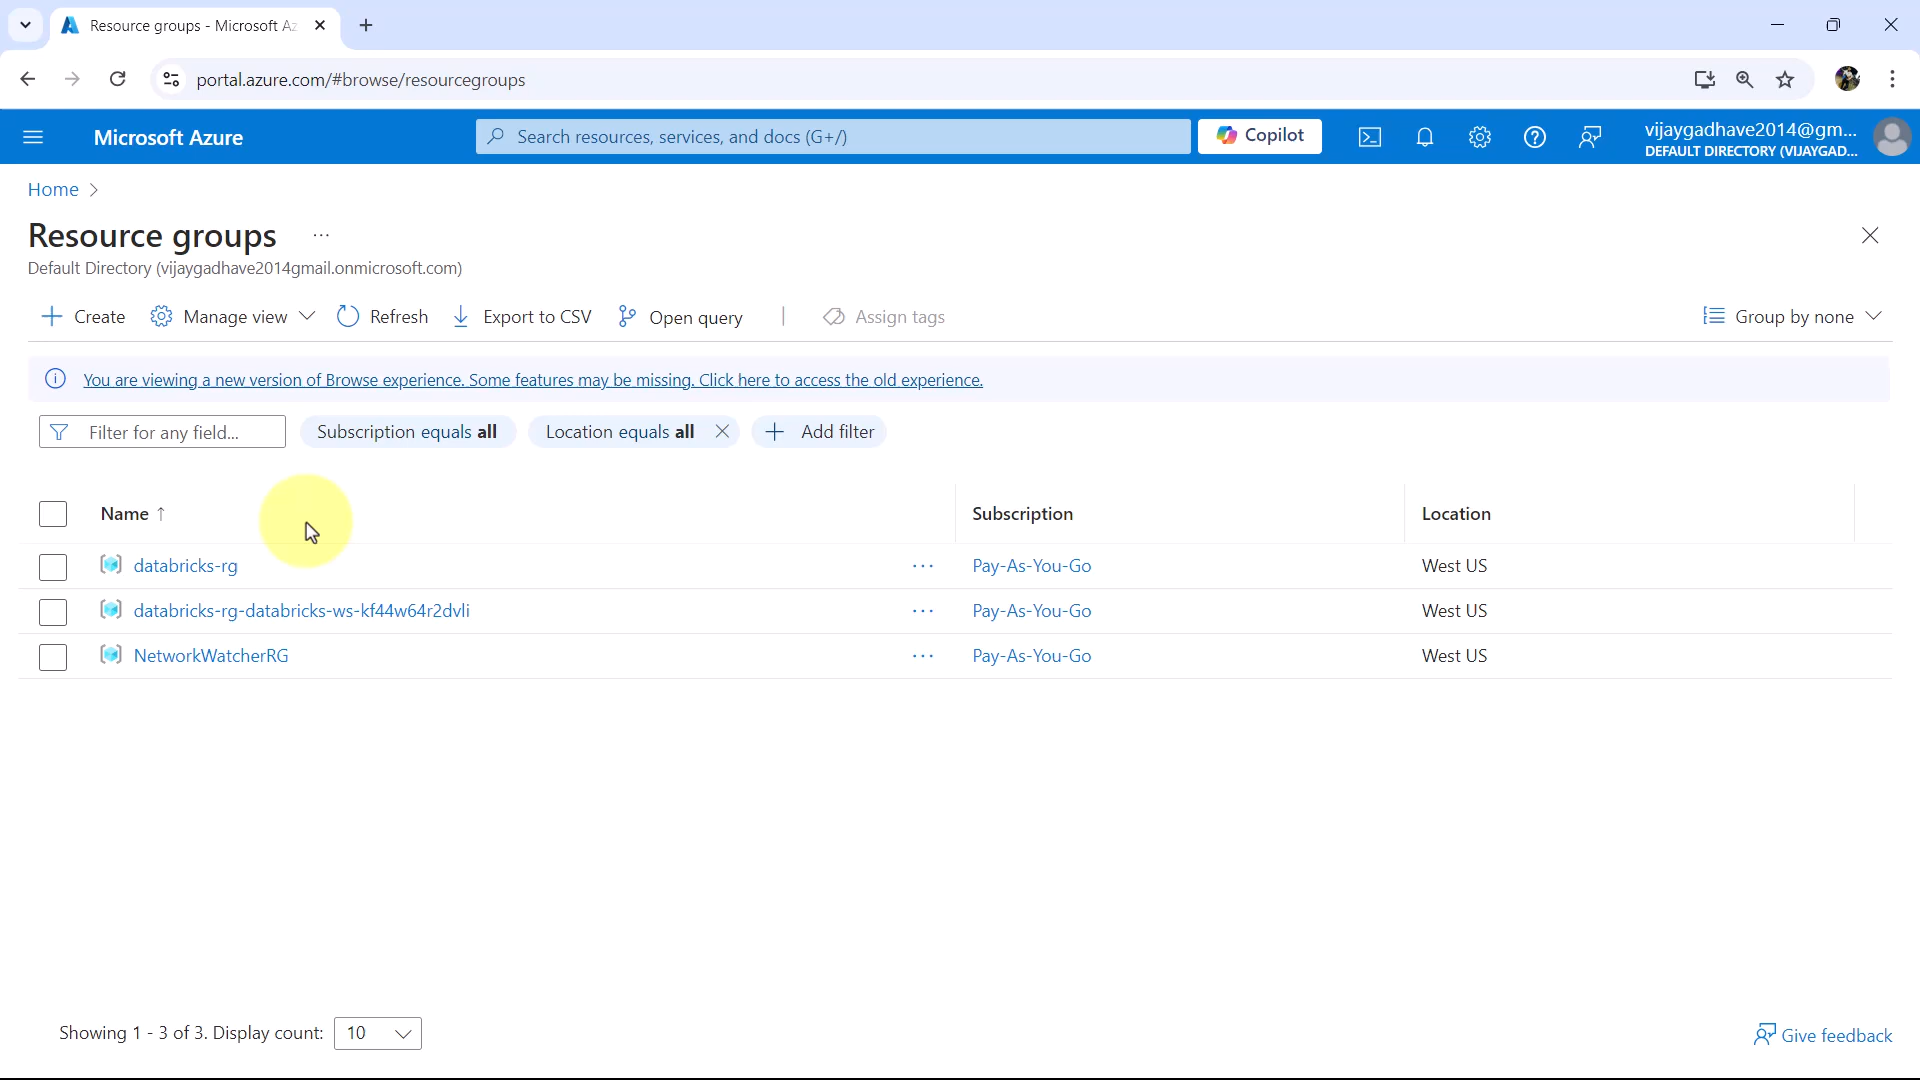 Resource groups - Microsoft Az
portal.azure.com/#browse/resourcegroups
Microsoft Azure
Search resources, services, and docs (G+/)
Copilot
vijaygadhave2014@gm...
DEFAULT DIRECTORY (VIJAYGAD...
Home
Resource groups ...
Default Directory (vijaygadhave2014gmail.onmicrosoft.com)
Create Manage view Refresh Export to CSV Open query | Assign tags Group by none
You are viewing a new version of Browse experience. Some features may be missing. Click here to access the old experience.
Filter for any field... Subscription equals all Location equals all Add filter
Name ↑ Subscription Location
databricks-rg ... Pay-As-You-Go West US
databricks-rg-databricks-ws-kf44w64r2dvli ... Pay-As-You-Go West US
NetworkWatcherRG ... Pay-As-You-Go West US
Showing 1 - 3 of 3. Display count: 10
Give feedback